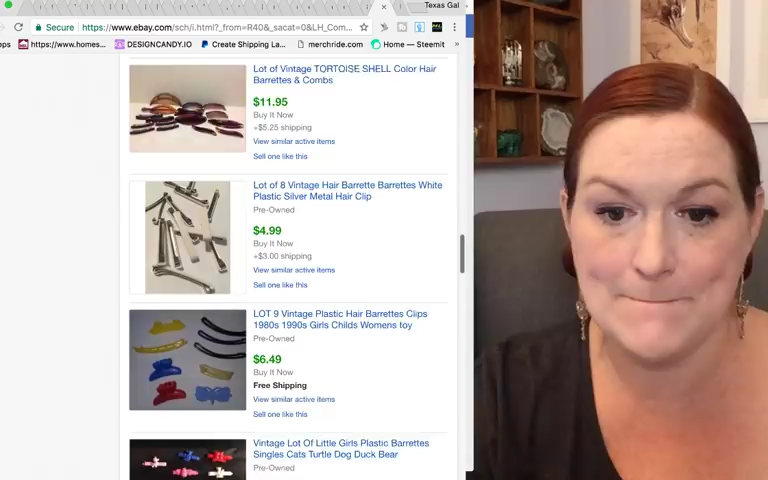 Texas Gal
Secure
https://www.ebay.com/sch/i.html?_from=R40&_sacat=0&LH_Com...
ps
https://www.homes...
DESIGNCANDY.IO
Create Shipping La...
merchride.com
Home — Steemit
»
Lot of Vintage TORTOISE SHELL Color Hair
Barrettes & Combs
$11.95
Buy It Now
+$5.25 shipping
View similar active items
Sell one like this
Lot of 8 Vintage Hair Barrette Barrettes White
Plastic Silver Metal Hair Clip
Pre-Owned
$4.99
Buy It Now
+$3.00 shipping
View similar active items
Sell one like this
LOT 9 Vintage Plastic Hair Barrettes Clips
1980s 1990s Girls Childs Womens toy
Pre-Owned
$6.49
Buy It Now
Free Shipping
View similar active items
Sell one like this
Vintage Lot Of Little Girls Plastic Barrettes
Singles Cats Turtle Dog Duck Bear
Pre-Owned